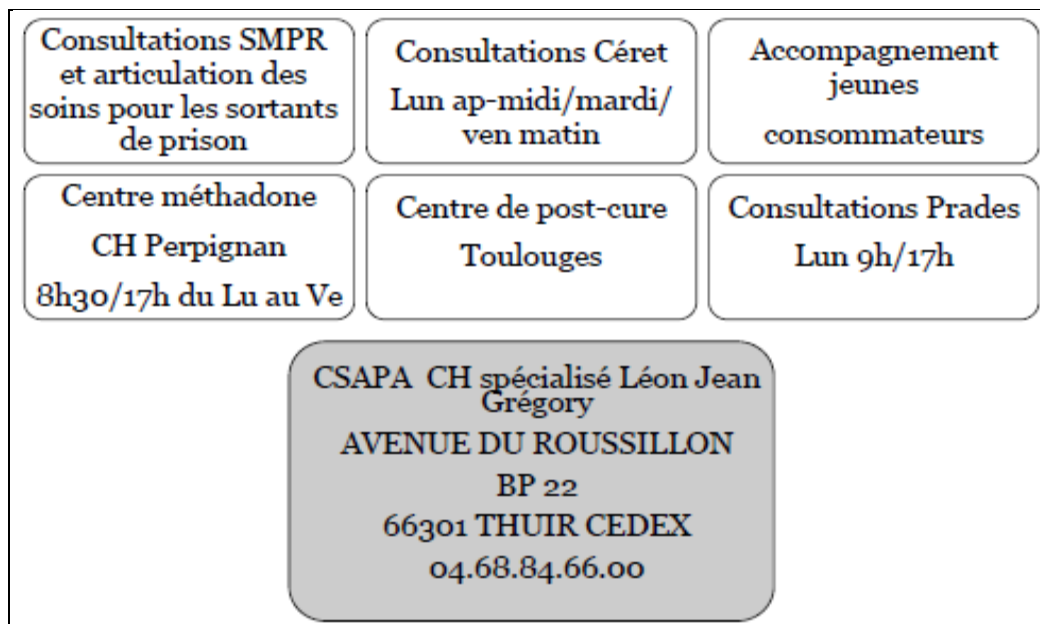 Consultations SMPR
et articulation des
soins pour les sortants
de prison
Consultations Céret
Lun ap-midi/mardi/
ven matin
Accompagnement
jeunes
consommateurs
Centre méthadone
CH Perpignan
8h30/17h du Lu au Ve
Centre de post-cure
Toulouges
Consultations Prades
Lun 9h/17h
CSAPA CH spécialisé Léon Jean
Grégory
AVENUE DU ROUSSILLON
BP 22
66301 THUIR CEDEX
04.68.84.66.00